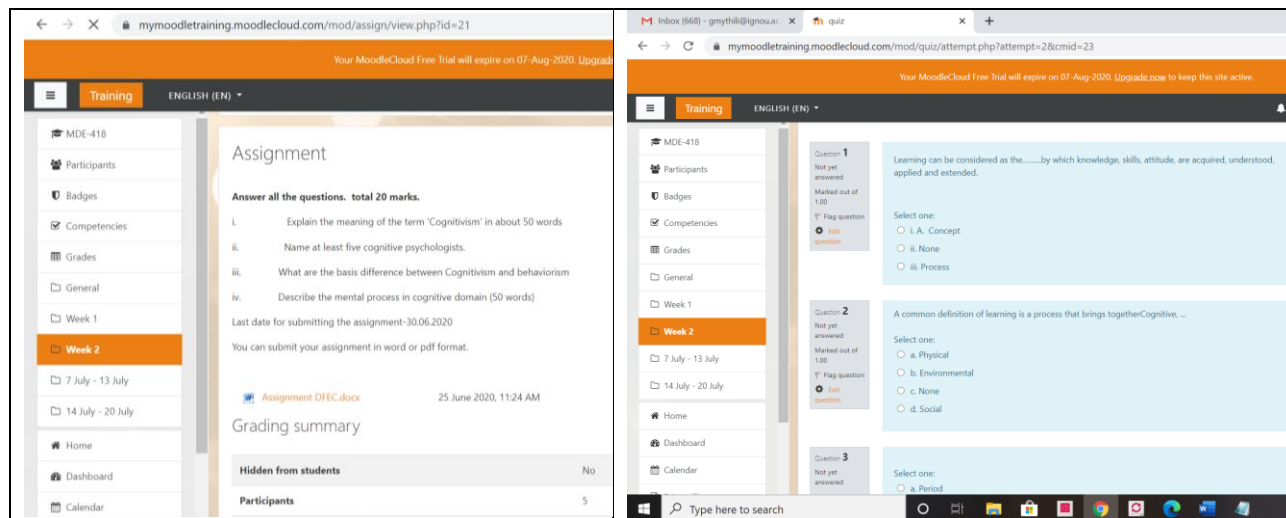 mymoodletraining.moodlecloud.com/mod/assign/view.php?id=21
Your MoodleCloud Free Trial will expire on 07-Aug-2020. Upgrade
Training
ENGLISH (EN)
MDE-418
Participants
Badges
Competencies
Grades
General
Week 1
Week 2
7 July - 13 July
14 July - 20 July
Home
Dashboard
Calendar
Assignment
Answer all the questions. total 20 marks.
i. Explain the meaning of the term 'Cognitivism' in about 50 words
ii. Name at least five cognitive psychologists.
iii. What are the basis difference between Cognitivism and behaviorism
iv. Describe the mental process in cognitive domain (50 words)
Last date for submitting the assignment-30.06.2020
You can submit your assignment in word or pdf format.
Assignment DFEC.docx 25 June 2020, 11:24 AM
Grading summary
Hidden from students No
Participants 5
Inbox (668) - gmythili@ignou.ac. quiz
mymoodletraining.moodlecloud.com/mod/quiz/attempt.php?attempt=2&cmid=23
Your MoodleCloud Free Trial will expire on 07-Aug-2020. Upgrade now to keep this site active.
Training
ENGLISH (EN)
MDE-418
Participants
Badges
Competencies
Grades
General
Week 1
Week 2
7 July - 13 July
14 July - 20 July
Home
Dashboard
Calendar
Question 1
Not yet
answered
Marked out of
1.00
Flag question
Edit
question
Learning can be considered as the.........by which knowledge, skills, attitude, are acquired, understood,
applied and extended.
Select one:
i. A. Concept
ii. None
iii. Process
Question 2
Not yet
answered
Marked out of
1.00
Flag question
Edit
question
A common definition of learning is a process that brings togetherCognitive, ...
Select one:
a. Physical
b. Environmental
c. None
d. Social
Question 3
Not yet
answered
Select one:
a. Period
Type here to search